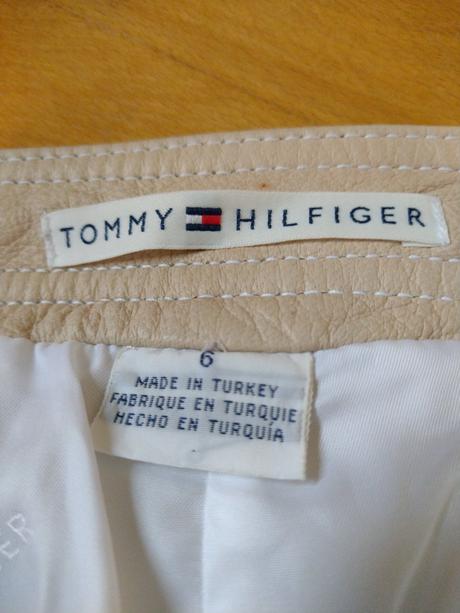 TOMMY HILFIGER
6
MADE IN TURKEY
FABRIQUE EN TURQUIE
HECHO EN TURQUÍA